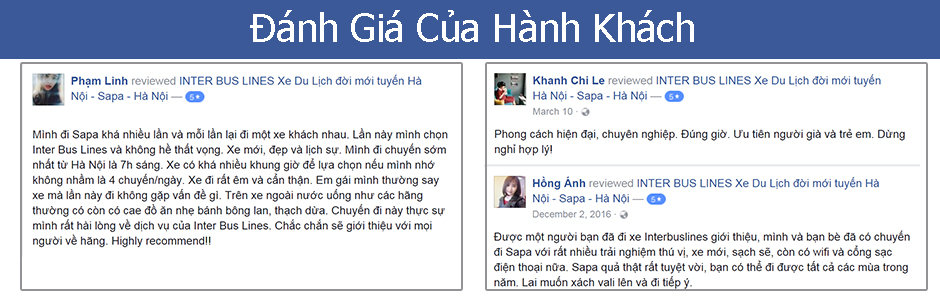 Đánh Giá Của Hành Khách
Phạm Linh reviewed INTER BUS LINES Xe Du Lịch đời mới tuyến Hà
Nội - Sapa - Hà Nội — 5★
Mình đi Sapa khá nhiều lần và mỗi lần lại đi một xe khách nhau. Lần này mình chọn
Inter Bus Lines và không hề thất vọng. Xe mới, đẹp và lịch sự. Mình đi chuyến sớm
nhất từ Hà Nội là 7h sáng. Xe có khá nhiều khung giờ để lựa chọn nếu mình nhớ
không nhầm là 4 chuyến/ngày. Xe đi rất êm và cẩn thận. Em gái mình thường say
xe mà lần này đi không gặp vấn đề gì. Trên xe ngoài nước uống như các hãng
thường có còn có cae đồ ăn nhẹ bánh bông lan, thạch dừa. Chuyến đi này thực sự
mình rất hài lòng về dịch vụ của Inter Bus Lines. Chắc chắn sẽ giới thiệu với mọi
người về hãng. Highly recommend!!
Khanh Chi Le reviewed INTER BUS LINES Xe Du Lịch đời mới tuyến
Hà Nội - Sapa - Hà Nội — 5★
March 10 ·
Phong cách hiện đại, chuyên nghiệp. Đúng giờ. Ưu tiên người già và trẻ em. Dừng
nghỉ hợp lý!
Hồng Ánh reviewed INTER BUS LINES Xe Du Lịch đời mới tuyến Hà
Nội - Sapa - Hà Nội — 5★
December 2, 2016 ·
Được một người bạn đã đi xe Interbuslines giới thiệu, mình và bạn bè đã có chuyến
đi Sapa với rất nhiều trải nghiệm thú vị, xe mới, sạch sẽ, còn có wifi và cổng sạc
điện thoại nữa. Sapa quả thật rất tuyệt vời, bạn có thể đi được tất cả các mùa trong
năm. Lại muốn xách vali lên và đi tiếp ý.